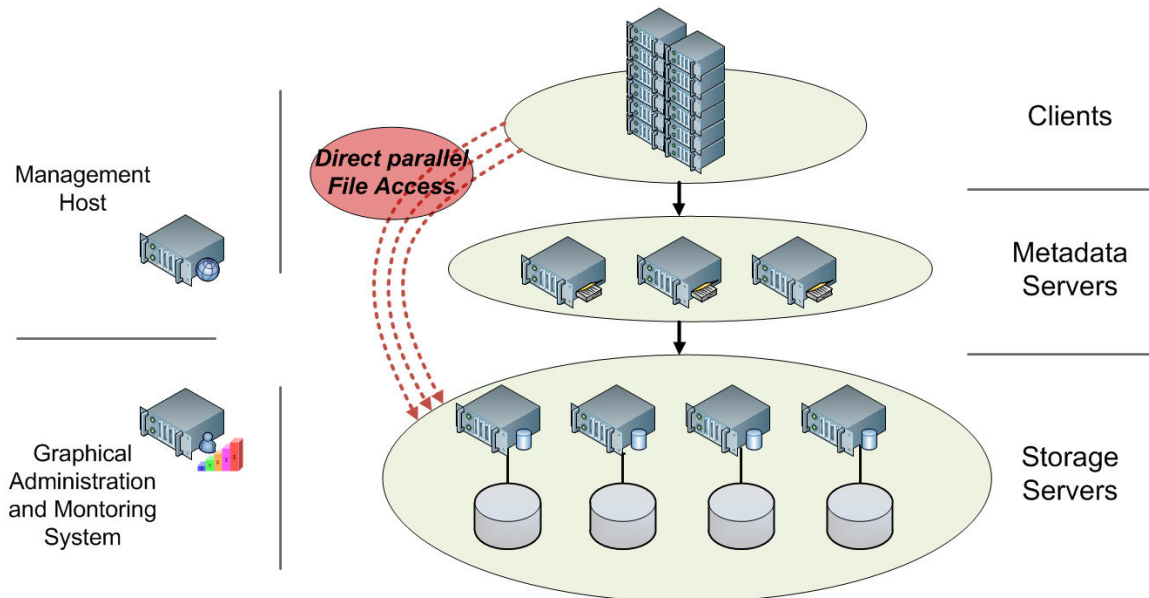 Clients
Direct parallel
File Access
Management
Host
Metadata
Servers
Graphical
Administration
and Montoring
System
Storage
Servers